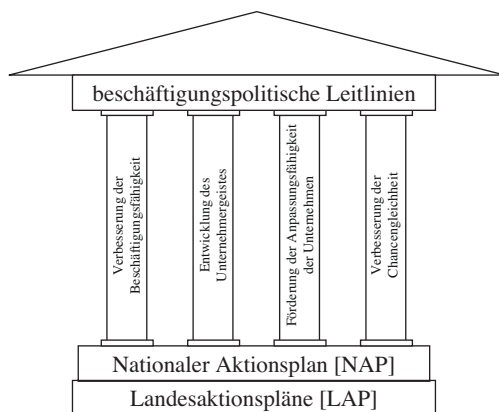 beschäftigungspolitische Leitlinien
Verbesserung der
Beschäftigungsfähigkeit
Entwicklung des
Unternehmergeistes
Förderung der Anpassungsfähigkeit
der Unternehmen
Verbesserung der
Chancengleichheit
Nationaler Aktionsplan [NAP]
Landesaktionspläne [LAP]